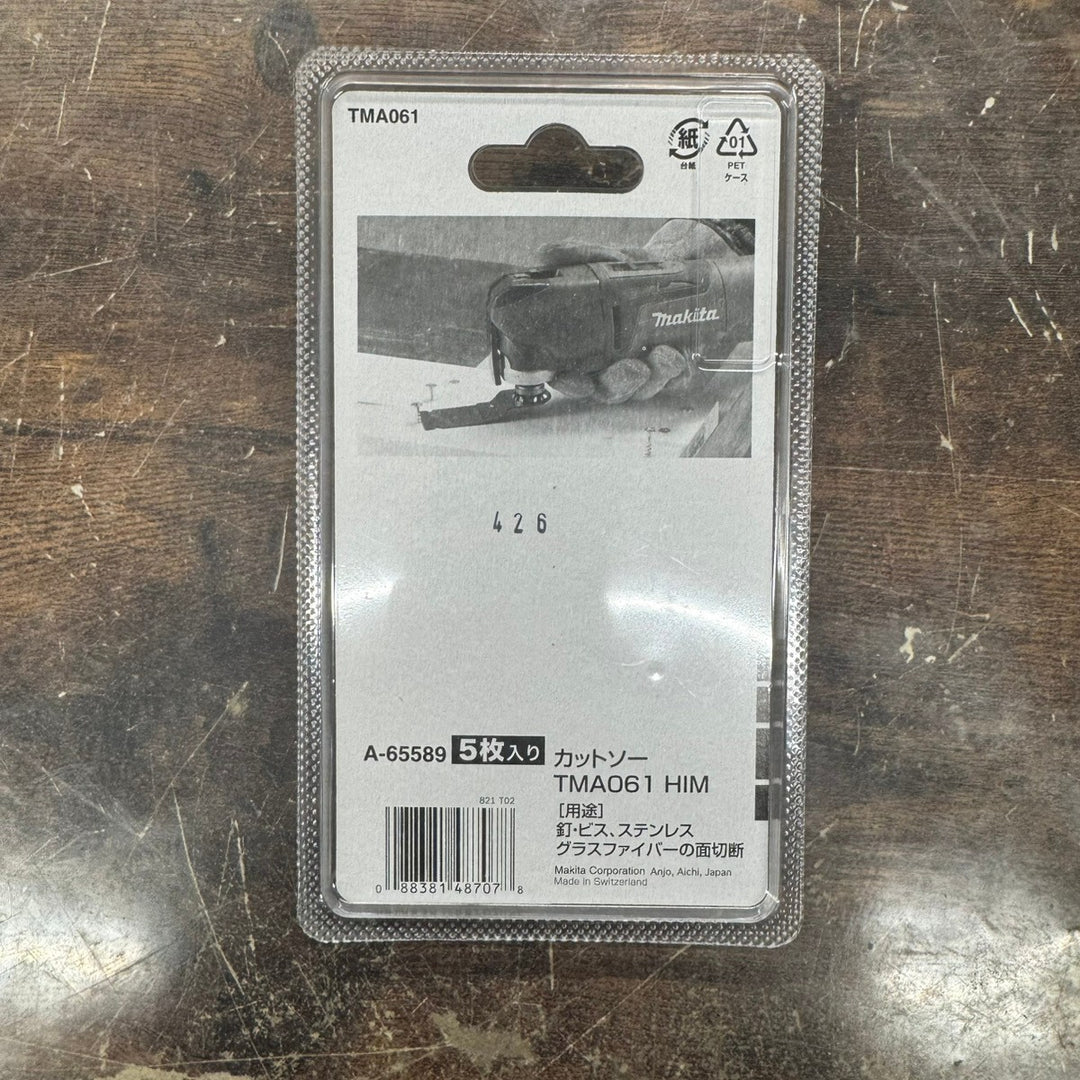 TMA061
紙
台紙
01
PET
ケース
makita
426
A-65589 5枚入り
カットソー
TMA061 HIM
821 T02
[用途]
釘・ビス、ステンレス
グラスファイバーの面切断
Makita Corporation Anjo, Aichi, Japan
Made in Switzerland
0 88381 48707 8